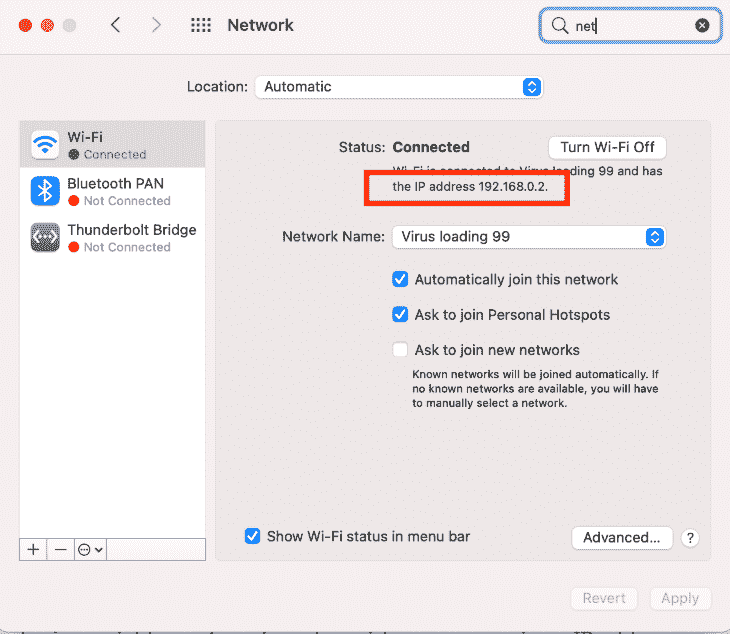 Network
net
Location: Automatic
Wi-Fi
Connected
Bluetooth PAN
Not Connected
Thunderbolt Bridge
Not Connected
Status: Connected
Turn Wi-Fi Off
Wi-Fi is connected to Virus loading 99 and has
the IP address 192.168.0.2.
Network Name: Virus loading 99
Automatically join this network
Ask to join Personal Hotspots
Ask to join new networks
Known networks will be joined automatically. If
no known networks are available, you will have
to manually select a network.
Show Wi-Fi status in menu bar
Advanced...
?
Revert
Apply